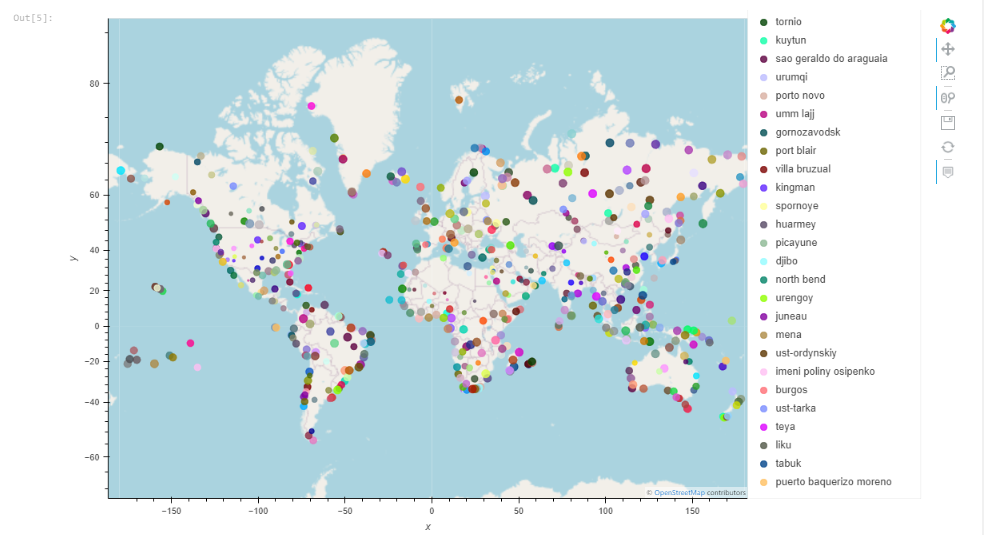 Out[5]:
80
60
40
20
0
−20
−40
−60
y
−150
−100
−50
0
50
100
150
x
© OpenStreetMap contributors
tornio
kuytun
sao geraldo do araguaia
urumqi
porto novo
umm lajj
gornozavodsk
port blair
villa bruzual
kingman
spornoye
huarmey
picayune
djibo
north bend
urengoy
juneau
mena
ust-ordynskiy
imeni poliny osipenko
burgos
ust-tarka
teya
liku
tabuk
puerto baquerizo moreno